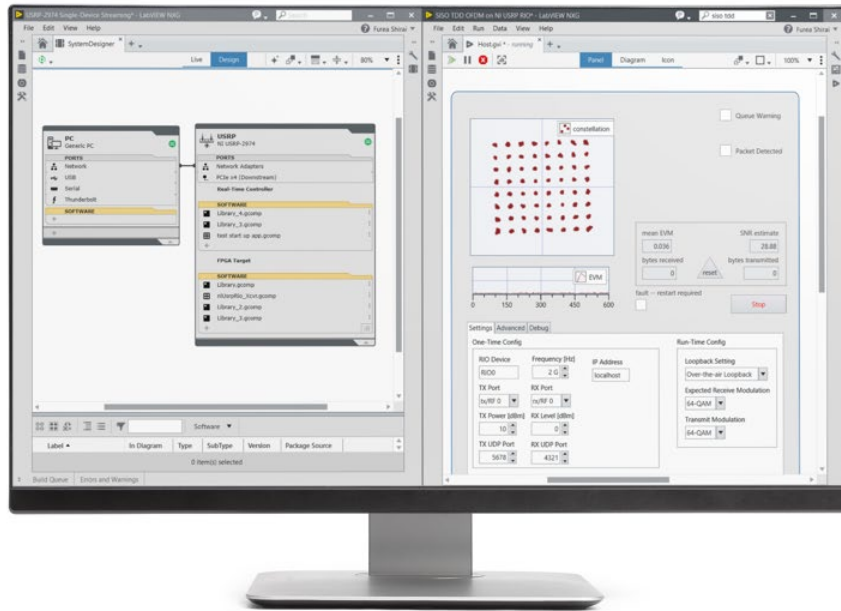 USRP-2974 Single-Device Streaming* - LabVIEW NXG
Search
File Edit View Help
Furea Shirai
SystemDesigner
Live Design
80%
PC
Generic PC
PORTS
Network
USB
Serial
Thunderbolt
SOFTWARE
USRP
NI USRP-2974
PORTS
Network Adapters
PCIe x4 (Downstream)
Real-Time Controller
SOFTWARE
Library_4.gcomp
Library_3.gcomp
test start up app.gcomp
FPGA Target
SOFTWARE
Library.gcomp
Library_2.gcomp
Library_3.gcomp
Software
Label In Diagram Type SubType Version Package Source
0 item(s) selected
Build Queue Errors and Warnings
SISO TDD OFDM on NI USRP RIO* - LabVIEW NXG
siso tdd
File Edit Run Data View Help
Furea Shirai
Host.gvi * - running
Panel Diagram Icon
100%
constellation
Queue Warning
Packet Detected
mean EVM SNR estimate
0.036 28.88
bytes received bytes transmitted
0 reset 0
EVM
0 150 300 450 600
fault -- restart required
Stop
Settings Advanced Debug
One-Time Config
RIO Device Frequency [Hz] IP Address
RIO0 2 G localhost
TX Port RX Port
tx/RF 0 rx/RF 0
TX Power [dBm] RX Level [dBm]
10 0
TX UDP Port RX UDP Port
5678 4321
Run-Time Config
Loopback Setting
Over-the-air Loopback
Expected Receive Modulation
64-QAM
Transmit Modulation
64-QAM